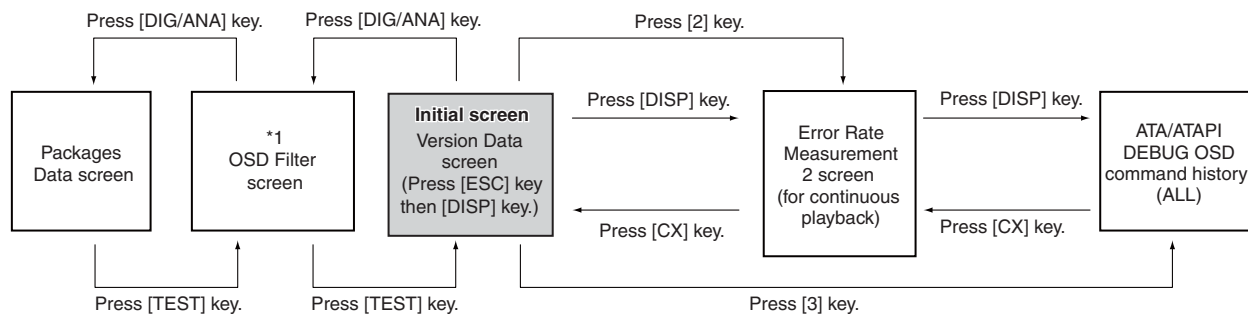 Press [DIG/ANA] key.
Press [DIG/ANA] key.
Press [2] key.
Packages
Data screen
*1
OSD Filter
screen
Initial screen
Version Data
screen
(Press [ESC] key
then [DISP] key.)
Press [DISP] key.
Press [CX] key.
Error Rate
Measurement
2 screen
(for continuous
playback)
Press [DISP] key.
Press [CX] key.
ATA/ATAPI
DEBUG OSD
command history
(ALL)
Press [TEST] key.
Press [TEST] key.
Press [3] key.